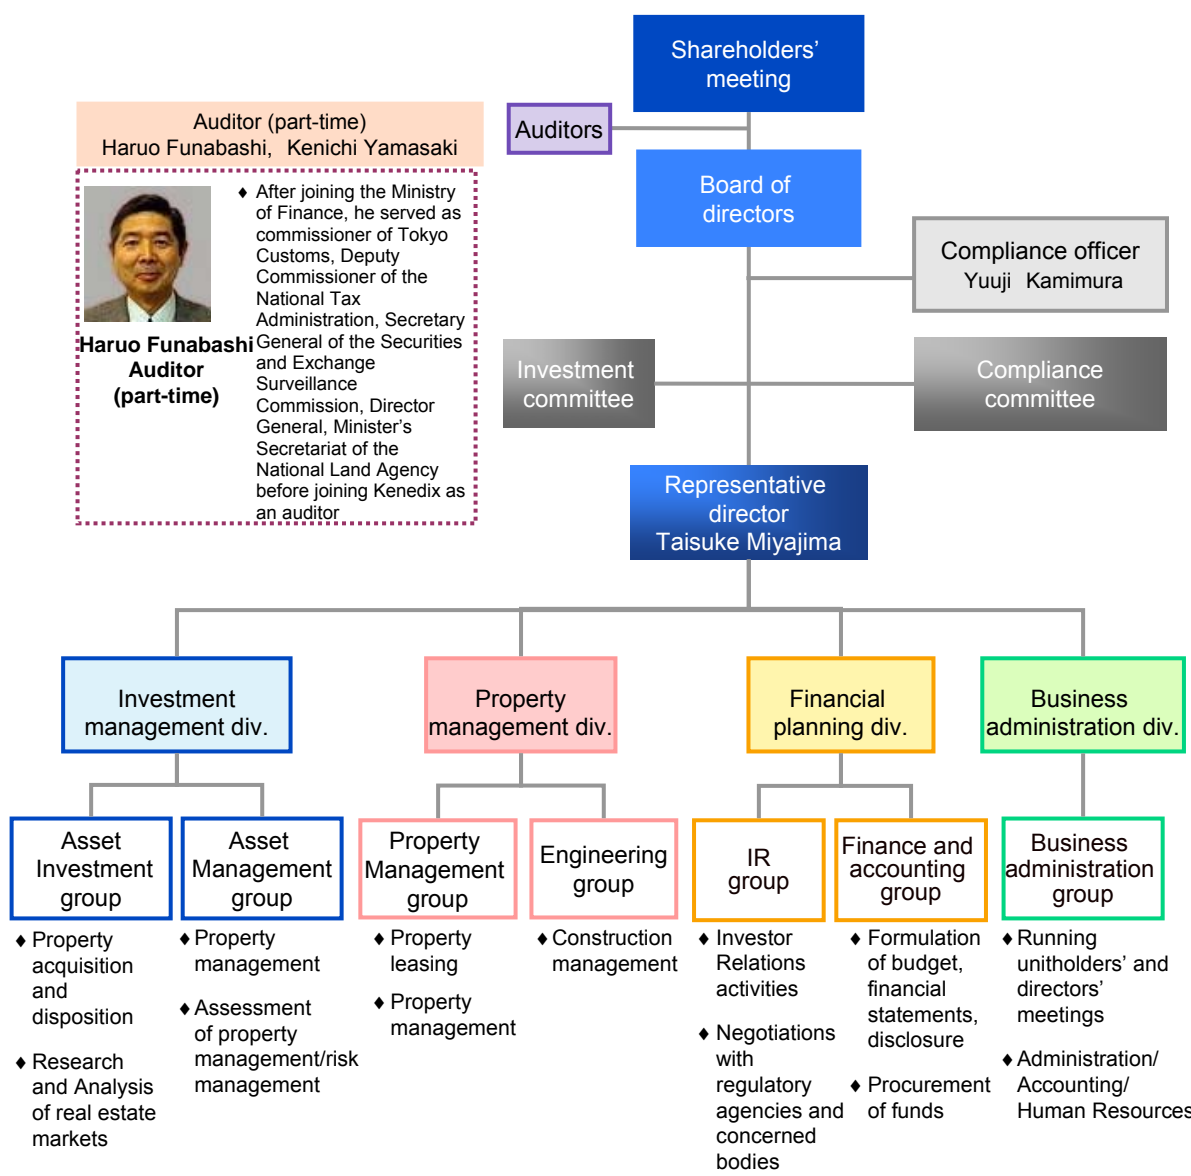 Shareholders’
meeting
Auditors
Auditor (part-time)
Haruo Funabashi, Kenichi Yamasaki
Haruo Funabashi
Auditor
(part-time)
♦ After joining the Ministry
of Finance, he served as
commissioner of Tokyo
Customs, Deputy
Commissioner of the
National Tax
Administration, Secretary
General of the Securities
and Exchange
Surveillance
Commission, Director
General, Minister’s
Secretariat of the
National Land Agency
before joining Kenedix as
an auditor
Board of
directors
Compliance officer
Yuuji Kamimura
Investment
committee
Compliance
committee
Representative
director
Taisuke Miyajima
Investment
management div.
Property
management div.
Financial
planning div.
Business
administration div.
Asset
Investment
group
Asset
Management
group
Property
Management
group
Engineering
group
IR
group
Finance and
accounting
group
Business
administration
group
♦ Property
acquisition
and
disposition
♦ Research
and Analysis
of real estate
markets
♦ Property
management
♦ Assessment
of property
management/risk
management
♦ Property
leasing
♦ Property
management
♦ Construction
management
♦ Investor
Relations
activities
♦ Negotiations
with
regulatory
agencies and
concerned
bodies
♦ Formulation
of budget,
financial
statements,
disclosure
♦ Procurement
of funds
♦ Running
unitholders’ and
directors’
meetings
♦ Administration/
Accounting/
Human Resources